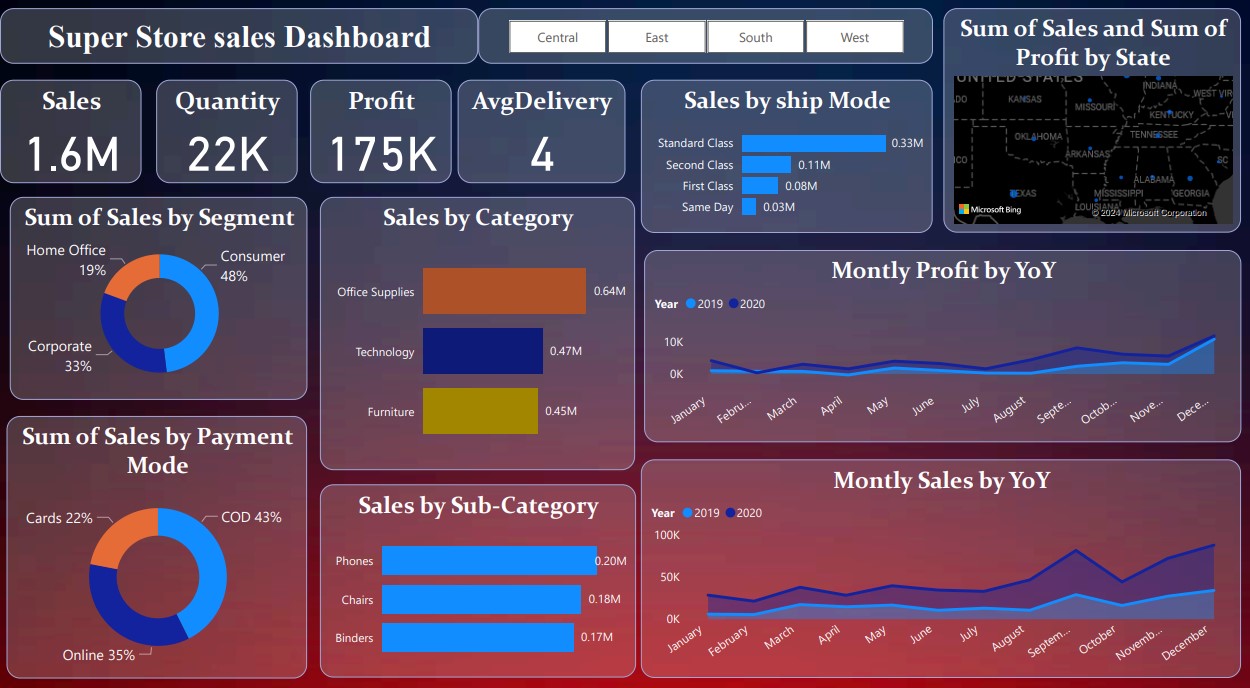 Super Store sales Dashboard
Central
East
South
West
Sum of Sales and Sum of
Profit by State
UNITED STATES
INDIANA
KANSAS
MISSOURI
WEST VIR
KENTUCKY
OKLAHOMA
TENNESSEE
ARKANSAS
SC
ALABAMA
TEXAS
MISSISSIPPI
GEORGIA
LOUISIANA
Microsoft Bing
© 2024 Microsoft Corporation
Sales
1.6M
Quantity
22K
Profit
175K
AvgDelivery
4
Sales by ship Mode
Standard Class 0.33M
Second Class 0.11M
First Class 0.08M
Same Day 0.03M
Sum of Sales by Segment
Home Office
19%
Consumer
48%
Corporate
33%
Sales by Category
Office Supplies 0.64M
Technology 0.47M
Furniture 0.45M
Montly Profit by YoY
Year 2019 2020
10K
0K
January
Febru...
March
April
May
June
July
August
Septe...
Octob...
Nove...
Dece...
Sum of Sales by Payment
Mode
Cards 22%
COD 43%
Online 35%
Sales by Sub-Category
Phones 0.20M
Chairs 0.18M
Binders 0.17M
Montly Sales by YoY
Year 2019 2020
100K
50K
0K
January
February
March
April
May
June
July
August
Septem...
October
Novemb...
December